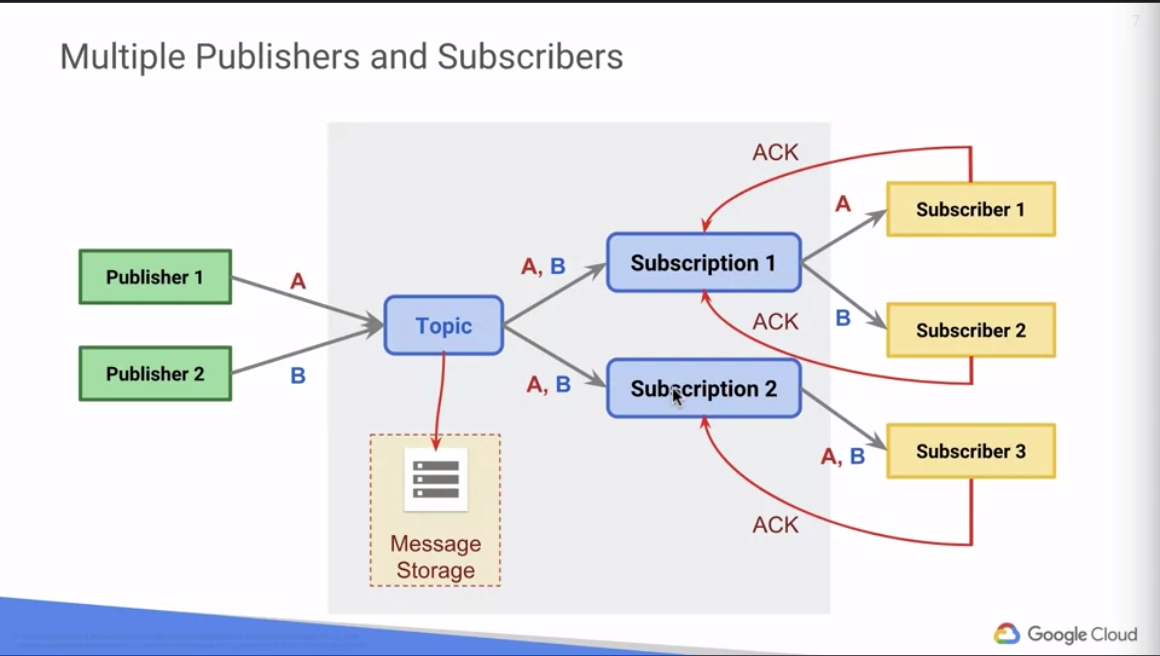 7
Multiple Publishers and Subscribers
ACK
A
Subscriber 1
Publisher 1
A
A, B
Subscription 1
Topic
ACK
B
Subscriber 2
Publisher 2
B
A, B
Subscription 2
A, B
Subscriber 3
ACK
Message
Storage
Google Cloud